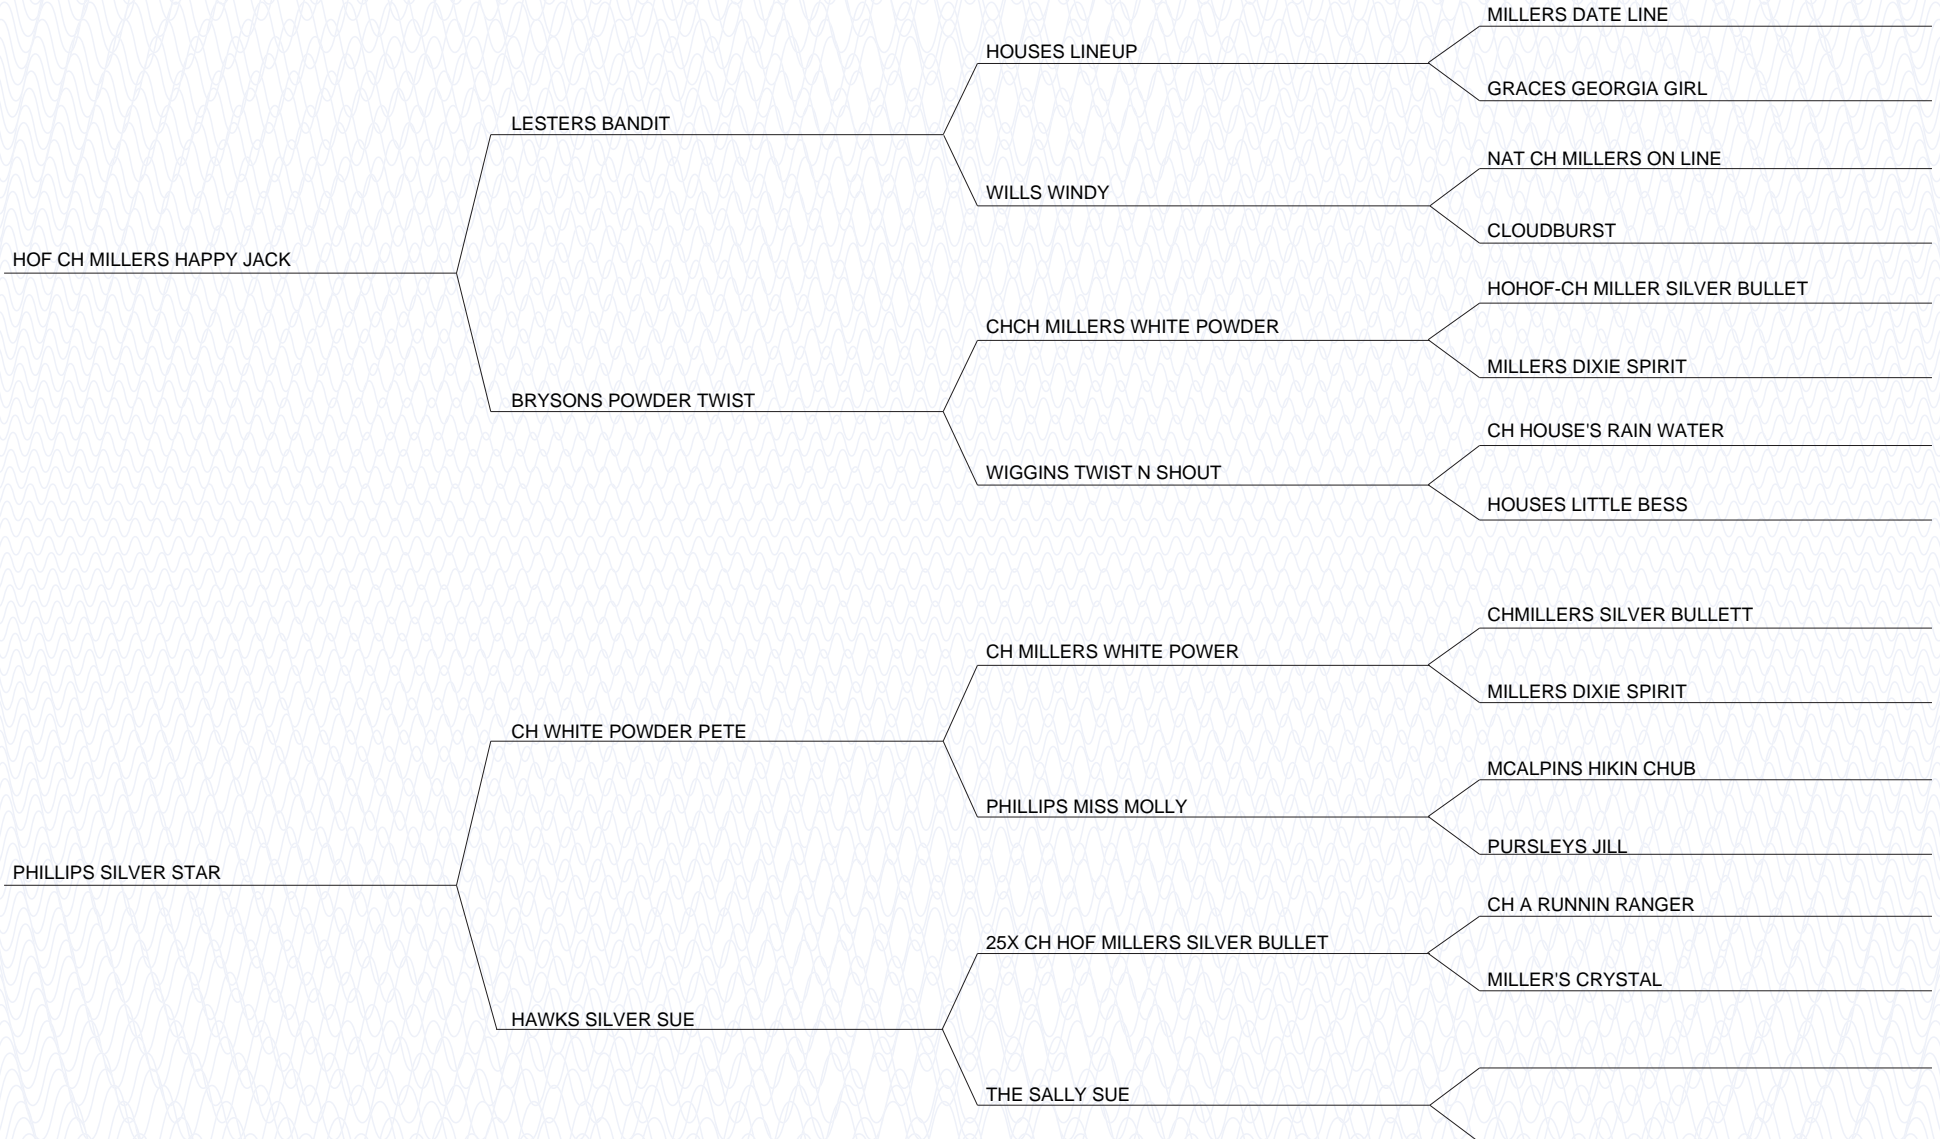 MILLERS DATE LINE
HOUSES LINEUP
GRACES GEORGIA GIRL
LESTERS BANDIT
NAT CH MILLERS ON LINE
WILLS WINDY
CLOUDBURST
HOF CH MILLERS HAPPY JACK
HOHOF-CH MILLER SILVER BULLET
CHCH MILLERS WHITE POWDER
MILLERS DIXIE SPIRIT
BRYSONS POWDER TWIST
CH HOUSE'S RAIN WATER
WIGGINS TWIST N SHOUT
HOUSES LITTLE BESS
CHMILLERS SILVER BULLETT
CH MILLERS WHITE POWER
MILLERS DIXIE SPIRIT
CH WHITE POWDER PETE
MCALPINS HIKIN CHUB
PHILLIPS MISS MOLLY
PURSLEYS JILL
PHILLIPS SILVER STAR
CH A RUNNIN RANGER
25X CH HOF MILLERS SILVER BULLET
MILLER'S CRYSTAL
HAWKS SILVER SUE
THE SALLY SUE